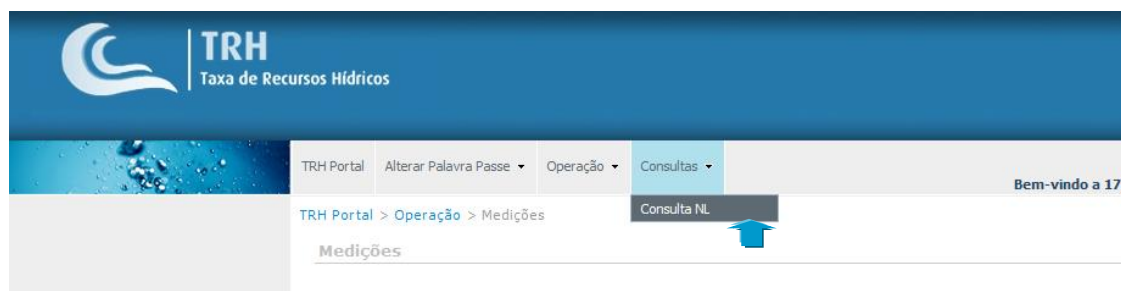 TRH
Taxa de Recursos Hídricos
TRH Portal Alterar Palavra Passe Operação Consultas
Bem-vindo a 17
Consulta NL
TRH Portal > Operação > Medições
Medições